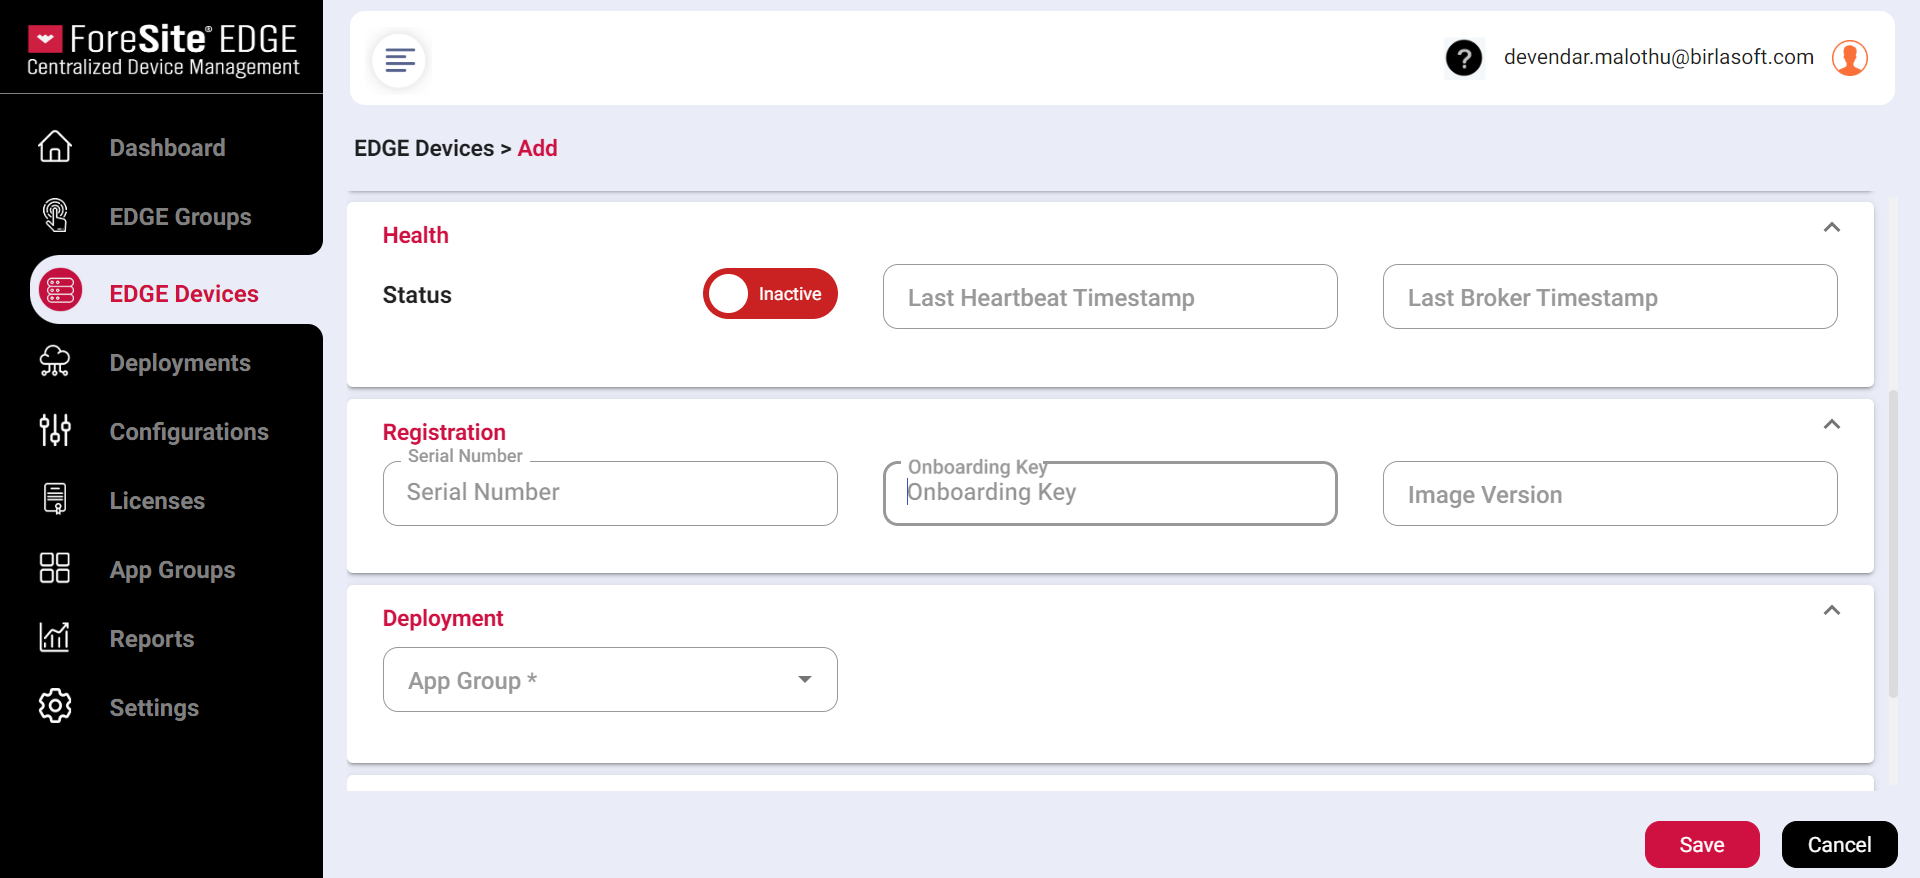 ForeSite® EDGE
Centralized Device Management
Dashboard
EDGE Groups
EDGE Devices
Deployments
Configurations
Licenses
App Groups
Reports
Settings
? devendar.malothu@birlasoft.com
EDGE Devices > Add
Health
Status
Inactive
Last Heartbeat Timestamp
Last Broker Timestamp
Registration
Serial Number
Serial Number
Onboarding Key
Onboarding Key
Image Version
Deployment
App Group *
Save
Cancel